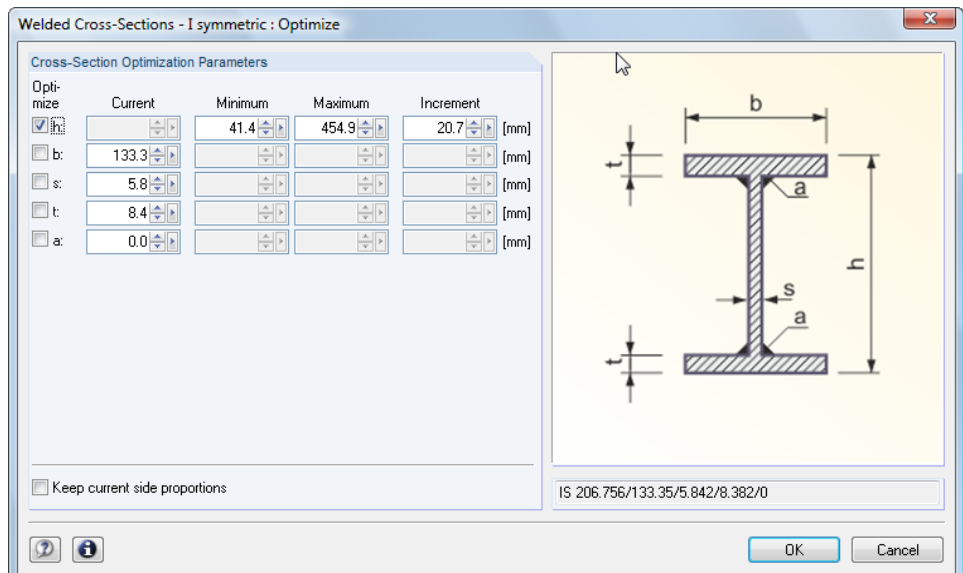 Welded Cross-Sections - I symmetric : Optimize
Cross-Section Optimization Parameters
Opti-
mize Current Minimum Maximum Increment
h: 41.4 454.9 20.7 [mm]
b: 133.3 [mm]
s: 5.8 [mm]
t: 8.4 [mm]
a: 0.0 [mm]
Keep current side proportions
b
t
a
h
s
a
t
IS 206.756/133.35/5.842/8.382/0
OK Cancel